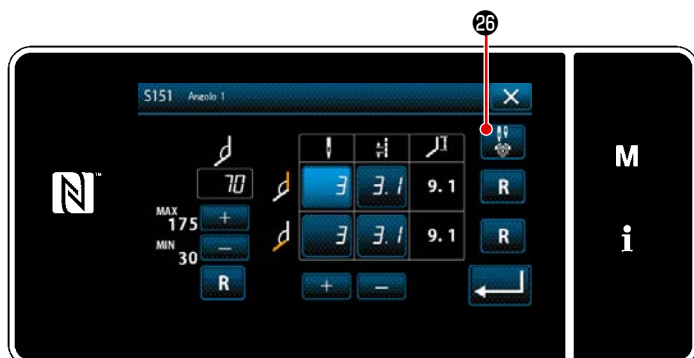 26
S151 Angolo 1
M
70 3 3.1 9.1 R
MAX
175 +
MIN
30 −
3 3.1 9.1 R
i
R + −